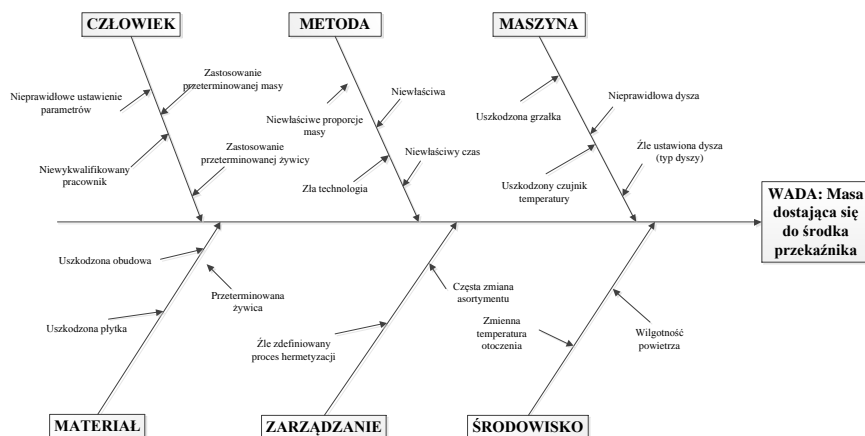 CZŁOWIEK
METODA
MASZYNA
Zastosowanie
przeterminowanej masy
Nieprawidłowe ustawienie
parametrów
Zastosowanie
przeterminowanej żywicy
Niewykwalifikowany
pracownik
Niewłaściwa
Niewłaściwe proporcje
masy
Niewłaściwy czas
Zła technologia
Nieprawidłowa dysza
Uszkodzona grzałka
Źle ustawiona dysza
(typ dyszy)
Uszkodzony czujnik
temperatury
WADA: Masa
dostająca się
do środka
przekaźnika
Uszkodzona obudowa
Przeterminowana
żywica
Uszkodzona płytka
Częsta zmiana
asortymentu
Źle zdefiniowany
proces hermetyzacji
Zmienna
temperatura
otoczenia
Wilgotność
powietrza
MATERIAŁ
ZARZĄDZANIE
ŚRODOWISKO